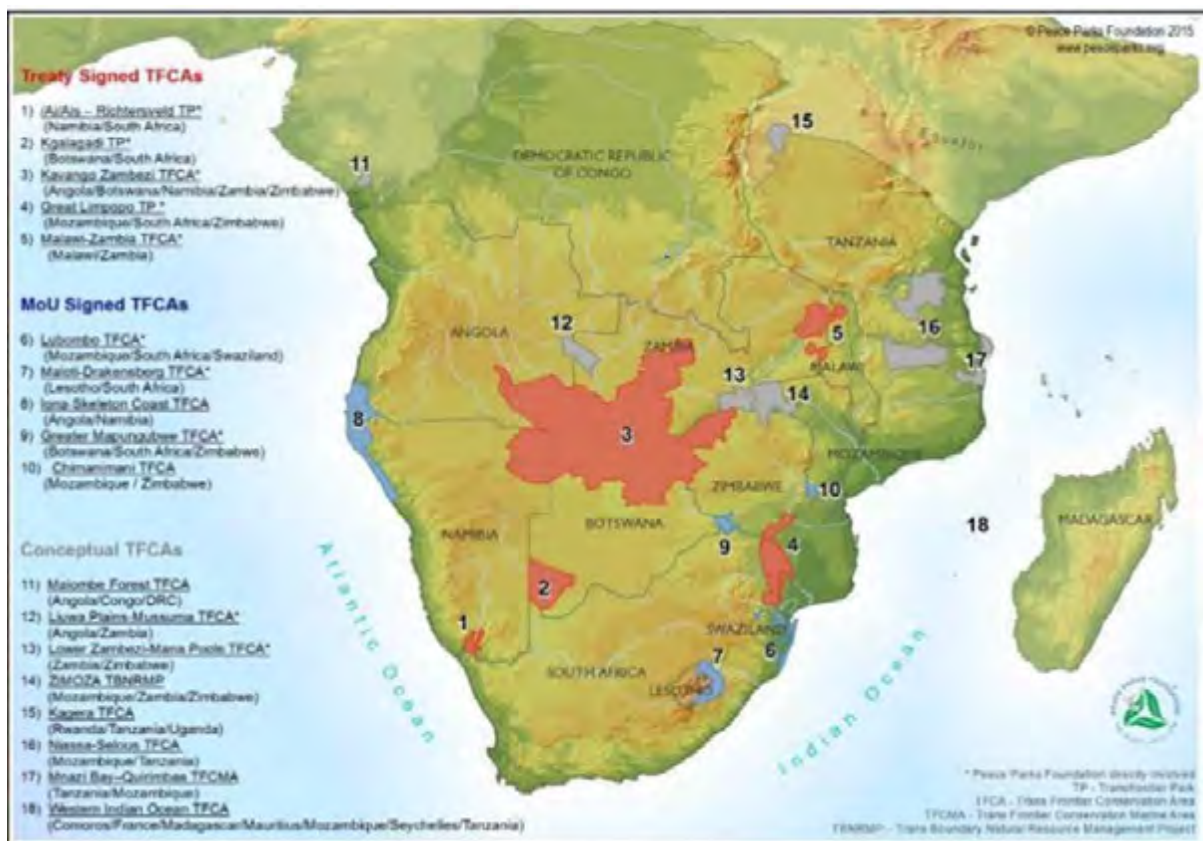 © Peace Parks Foundation 2015
www.peaceparks.org
Treaty Signed TFCAs
1) /Ai/Ais – Richtersveld TP*
(Namibia/South Africa)
2) Kgalagadi TP*
(Botswana/South Africa)
3) Kavango Zambezi TFCA*
(Angola/Botswana/Namibia/Zambia/Zimbabwe)
4) Great Limpopo TP *
(Mozambique/South Africa/Zimbabwe)
5) Malawi-Zambia TFCA*
(Malawi/Zambia)
MoU Signed TFCAs
6) Lubombo TFCA*
(Mozambique/South Africa/Swaziland)
7) Maloti-Drakensberg TFCA*
(Lesotho/South Africa)
8) Iona Skeleton Coast TFCA
(Angola/Namibia)
9) Greater Mapungubwe TFCA*
(Botswana/South Africa/Zimbabwe)
10) Chimanimani TFCA
(Mozambique / Zimbabwe)
Conceptual TFCAs
11) Maiombe Forest TFCA
(Angola/Congo/DRC)
12) Liuwa Plains-Mussuma TFCA*
(Angola/Zambia)
13) Lower Zambezi-Mana Pools TFCA*
(Zambia/Zimbabwe)
14) ZIMOZA TBNRMP
(Mozambique/Zambia/Zimbabwe)
15) Kagera TFCA
(Rwanda/Tanzania/Uganda)
16) Niassa-Selous TFCA
(Mozambique/Tanzania)
17) Mnazi Bay–Quirimbas TFCMA
(Tanzania/Mozambique)
18) Western Indian Ocean TFCA
(Comoros/France/Madagascar/Mauritius/Mozambique/Seychelles/Tanzania)
15
Equator
11
DEMOCRATIC REPUBLIC
OF CONGO
TANZANIA
16
17
ANGOLA
12
ZAMBIA
5
MALAWI
13
14
8
3
MOZAMBIQUE
ZIMBABWE
10
18
MADAGASCAR
NAMIBIA
BOTSWANA
9
4
2
1
SWAZILAND
6
7
SOUTH AFRICA
LESOTHO
Atlantic Ocean
Indian Ocean
* Peace Parks Foundation directly involved
TP - Transfrontier Park
TFCA - Trans Frontier Conservation Area
TFCMA - Trans Frontier Conservation Marine Area
TBNRMP - Trans Boundary Natural Resource Management Project